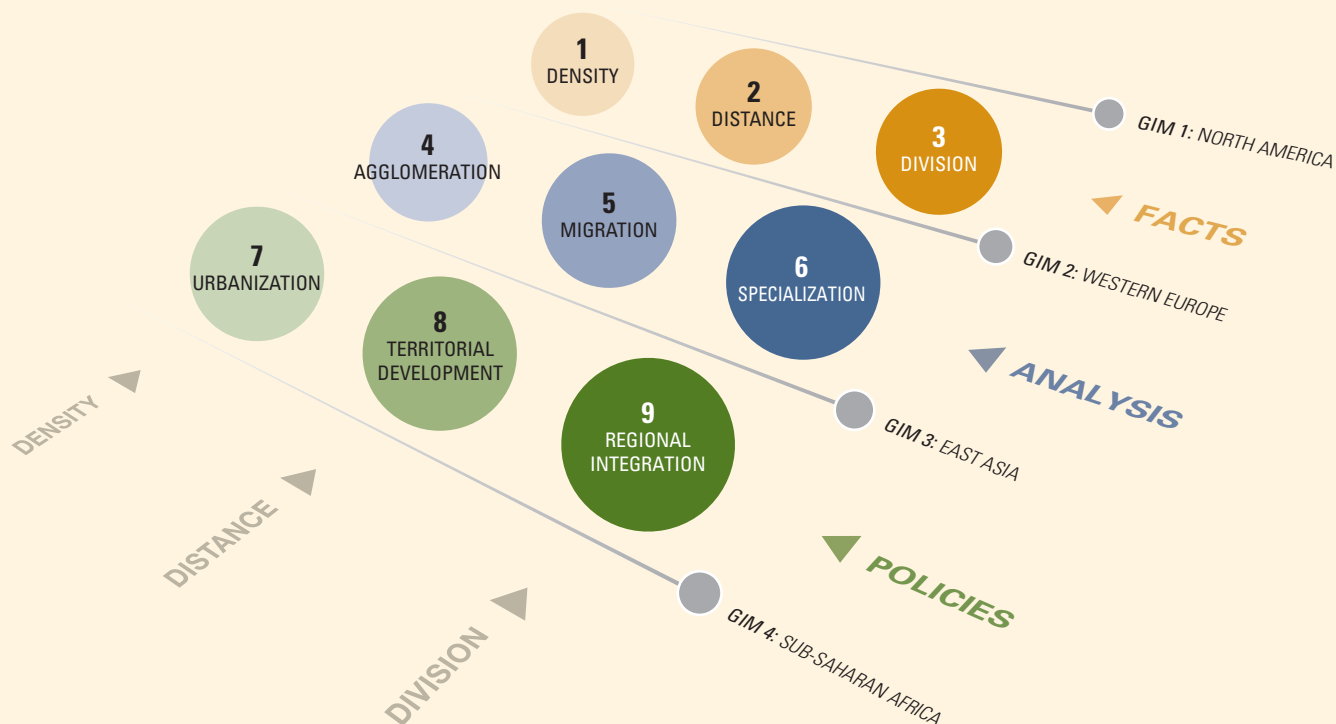 1
DENSITY
2
DISTANCE
3
DIVISION
GIM 1: NORTH AMERICA
FACTS
4
AGGLOMERATION
5
MIGRATION
6
SPECIALIZATION
GIM 2: WESTERN EUROPE
ANALYSIS
7
URBANIZATION
8
TERRITORIAL
DEVELOPMENT
9
REGIONAL
INTEGRATION
GIM 3: EAST ASIA
POLICIES
GIM 4: SUB-SAHARAN AFRICA
DENSITY
DISTANCE
DIVISION